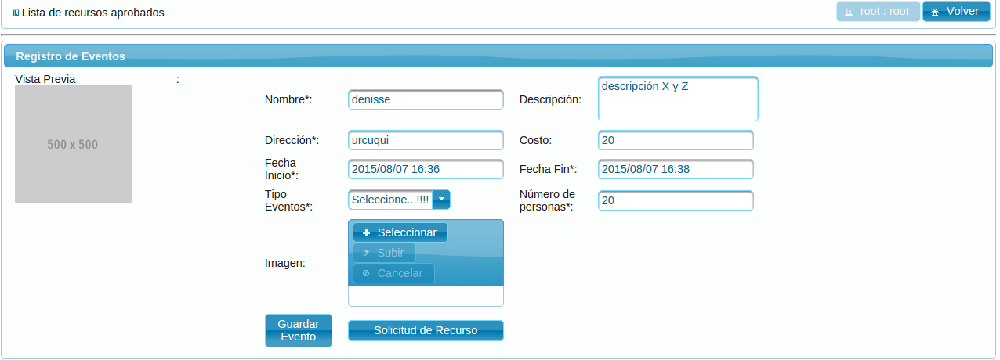 Lista de recursos aprobados
root : root
Volver
Registro de Eventos
Vista Previa :
500 x 500
Nombre*: denisse
Descripción: descripción X y Z
Dirección*: urcuqui
Costo: 20
Fecha
Inicio*: 2015/08/07 16:36
Fecha Fin*: 2015/08/07 16:38
Tipo
Eventos*: Seleccione...!!!!
Número de
personas*: 20
Imagen:
Seleccionar
Subir
Cancelar
Guardar
Evento
Solicitud de Recurso